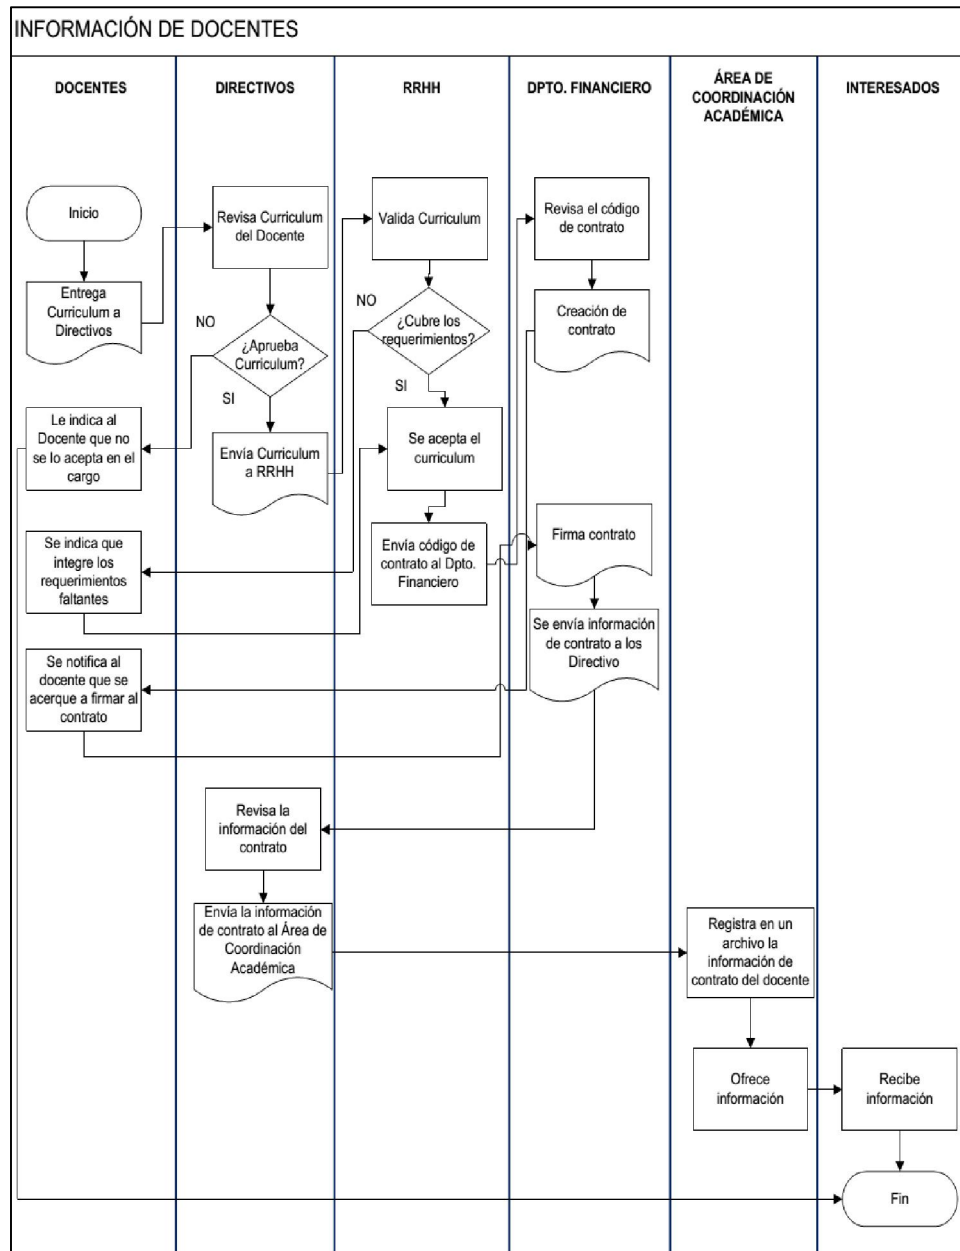 INFORMACIÓN DE DOCENTES
DOCENTES
DIRECTIVOS
RRHH
DPTO. FINANCIERO
ÁREA DE
COORDINACIÓN
ACADÉMICA
INTERESADOS
Inicio
Revisa Curriculum
del Docente
Valida Curriculum
Revisa el código
de contrato
Entrega
Curriculum a
Directivos
NO
¿Aprueba
Curriculum?
SI
NO
¿Cubre los
requerimientos?
SI
Creación de
contrato
Le indica al
Docente que no
se lo acepta en el
cargo
Envía Curriculum
a RRHH
Se acepta el
curriculum
Se indica que
integre los
requerimientos
faltantes
Envía código de
contrato al Dpto.
Financiero
Firma contrato
Se envía información
de contrato a los
Directivo
Se notifica al
docente que se
acerque a firmar al
contrato
Revisa la
información del
contrato
Envía la información
de contrato al Área de
Coordinación
Académica
Registra en un
archivo la
información de
contrato del docente
Ofrece
información
Recibe
información
Fin